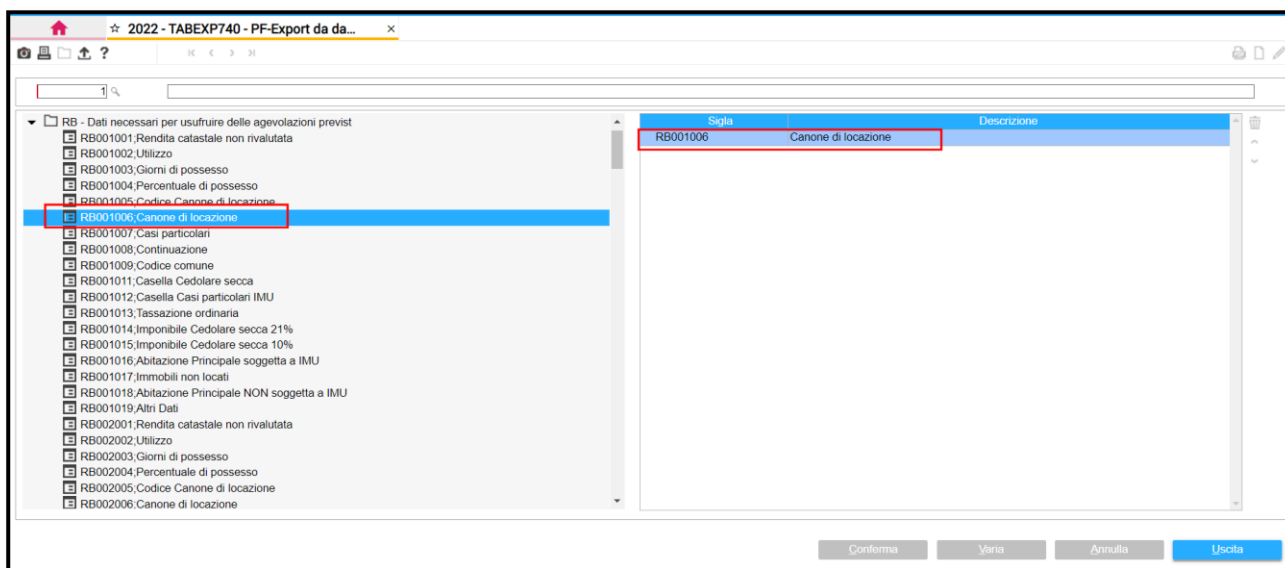 ☆ 2022 - TABEXP740 - PF-Export da da... ×
?
1
RB - Dati necessari per usufruire delle agevolazioni previst
RB001001;Rendita catastale non rivalutata
RB001002;Utilizzo
RB001003;Giorni di possesso
RB001004;Percentuale di possesso
RB001005;Codice Canone di locazione
RB001006;Canone di locazione
RB001007;Casi particolari
RB001008;Continuazione
RB001009;Codice comune
RB001011;Casella Cedolare secca
RB001012;Casella Casi particolari IMU
RB001013;Tassazione ordinaria
RB001014;Imponibile Cedolare secca 21%
RB001015;Imponibile Cedolare secca 10%
RB001016;Abitazione Principale soggetta a IMU
RB001017;Immobili non locati
RB001018;Abitazione Principale NON soggetta a IMU
RB001019;Altri Dati
RB002001;Rendita catastale non rivalutata
RB002002;Utilizzo
RB002003;Giorni di possesso
RB002004;Percentuale di possesso
RB002005;Codice Canone di locazione
RB002006;Canone di locazione
Sigla Descrizione
RB001006 Canone di locazione
Conferma Varia Annulla Uscita